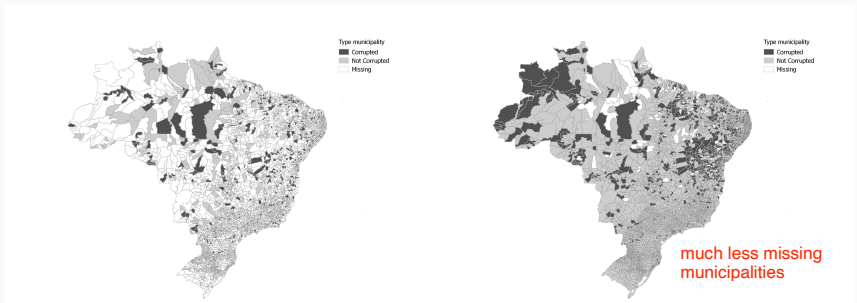 Type municipality
Corrupted
Not Corrupted
Missing
Type municipality
Corrupted
Not Corrupted
Missing
much less missing
municipalities